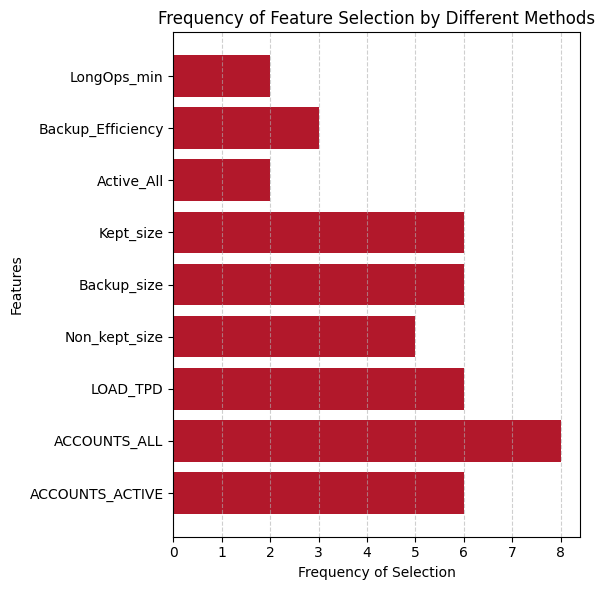 Frequency of Feature Selection by Different Methods
LongOps_min
Backup_Efficiency
Active_All
Kept_size
Backup_size
Non_kept_size
LOAD_TPD
ACCOUNTS_ALL
ACCOUNTS_ACTIVE
Features
0 1 2 3 4 5 6 7 8
Frequency of Selection